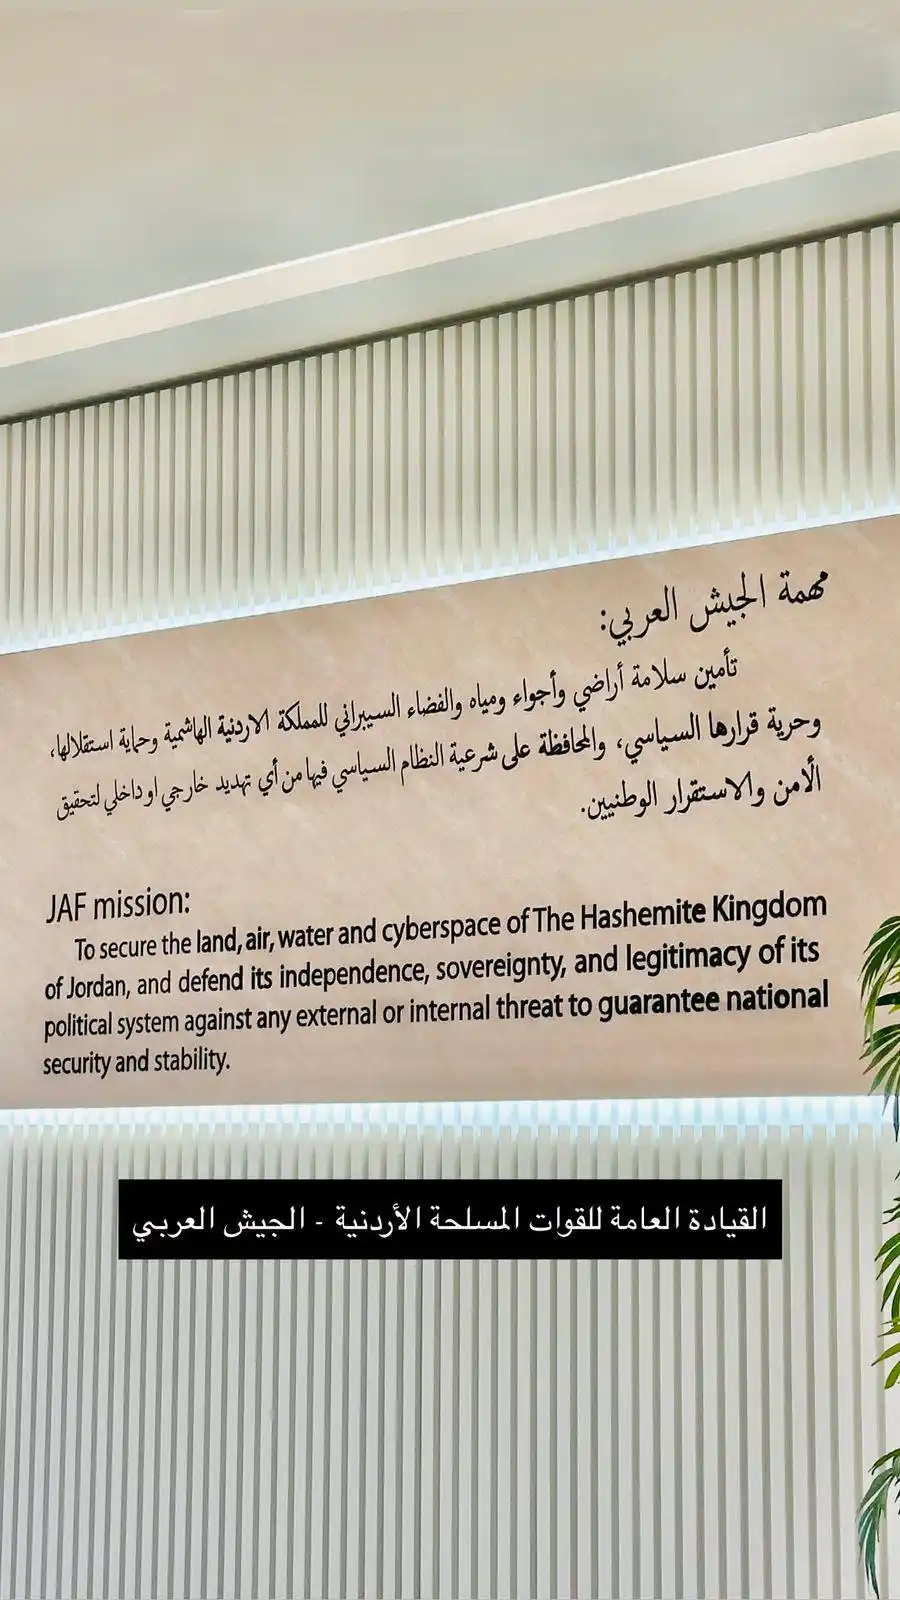 مهمة الجيش العربي:
تأمين سلامة أراضي وأجواء ومياه والفضاء السيبراني للمملكة الاردنية الهاشمية وحماية استقلالها،
وحرية قرارها السياسي، والمحافظة على شرعية النظام السياسي فيها من أي تهديد خارجي او داخلي لتحقيق
الأمن والاستقرار الوطنيين.
JAF mission:
To secure the land, air, water and cyberspace of The Hashemite Kingdom
of Jordan, and defend its independence, sovereignty, and legitimacy of its
political system against any external or internal threat to guarantee national
security and stability.
القيادة العامة للقوات المسلحة الأردنية - الجيش العربي